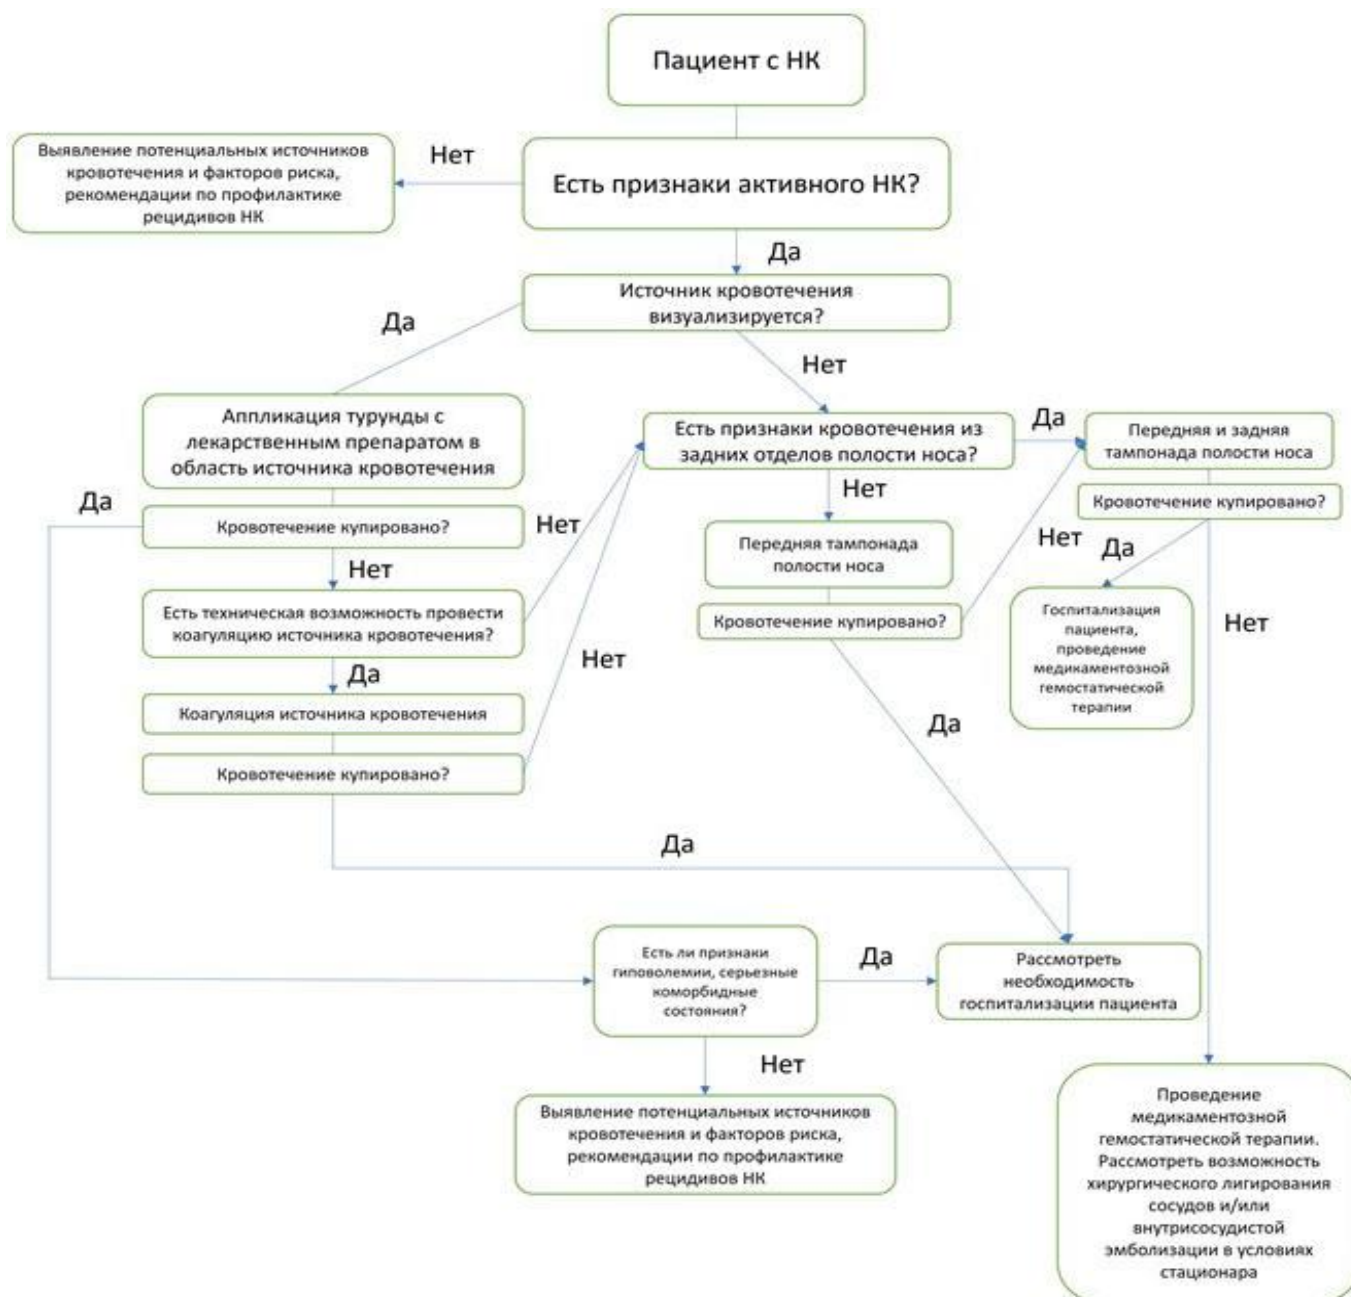 Пациент с НК
Выявление потенциальных источников
кровотечения и факторов риска,
рекомендации по профилактике
рецидивов НК
Нет
Есть признаки активного НК?
Да
Источник кровотечения
визуализируется?
Да
Нет
Аппликация турунды с
лекарственным препаратом в
область источника кровотечения
Есть признаки кровотечения из
задних отделов полости носа?
Да
Передняя и задняя
тампонада полости носа
Да
Кровотечение купировано?
Нет
Нет
Кровотечение купировано?
Нет
Передняя тампонада
полости носа
Нет
Да
Есть техническая возможность провести
коагуляцию источника кровотечения?
Кровотечение купировано?
Госпитализация
пациента,
проведение
медикаментозной
гемостатической
терапии
Нет
Да
Нет
Коагуляция источника кровотечения
Да
Кровотечение купировано?
Да
Есть ли признаки
гиповолемии, серьезные
коморбидные
состояния?
Да
Рассмотреть
необходимость
госпитализации пациента
Нет
Выявление потенциальных источников
кровотечения и факторов риска,
рекомендации по профилактике
рецидивов НК
Проведение
медикаментозной
гемостатической терапии.
Рассмотреть возможность
хирургического лигирования
сосудов и/или
внутрисосудистой
эмболизации в условиях
стационара